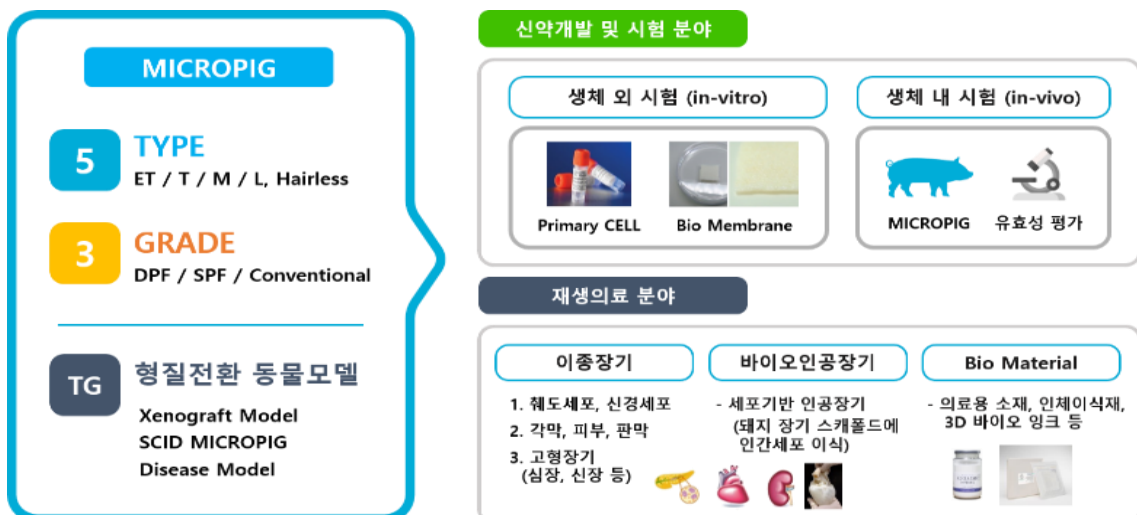 MICROPIG
5
TYPE
ET / T / M / L, Hairless
3
GRADE
DPF / SPF / Conventional
TG
형질전환 동물모델
Xenograft Model
SCID MICROPIG
Disease Model
신약개발 및 시험 분야
생체 외 시험 (in-vitro)
Primary CELL
Bio Membrane
생체 내 시험 (in-vivo)
MICROPIG
유효성 평가
재생의료 분야
이종장기
1. 췌도세포, 신경세포
2. 각막, 피부, 판막
3. 고형장기
(심장, 신장 등)
바이오인공장기
- 세포기반 인공장기
(돼지 장기 스캐폴드에
인간세포 이식)
Bio Material
- 의료용 소재, 인체이식재,
3D 바이오 잉크 등